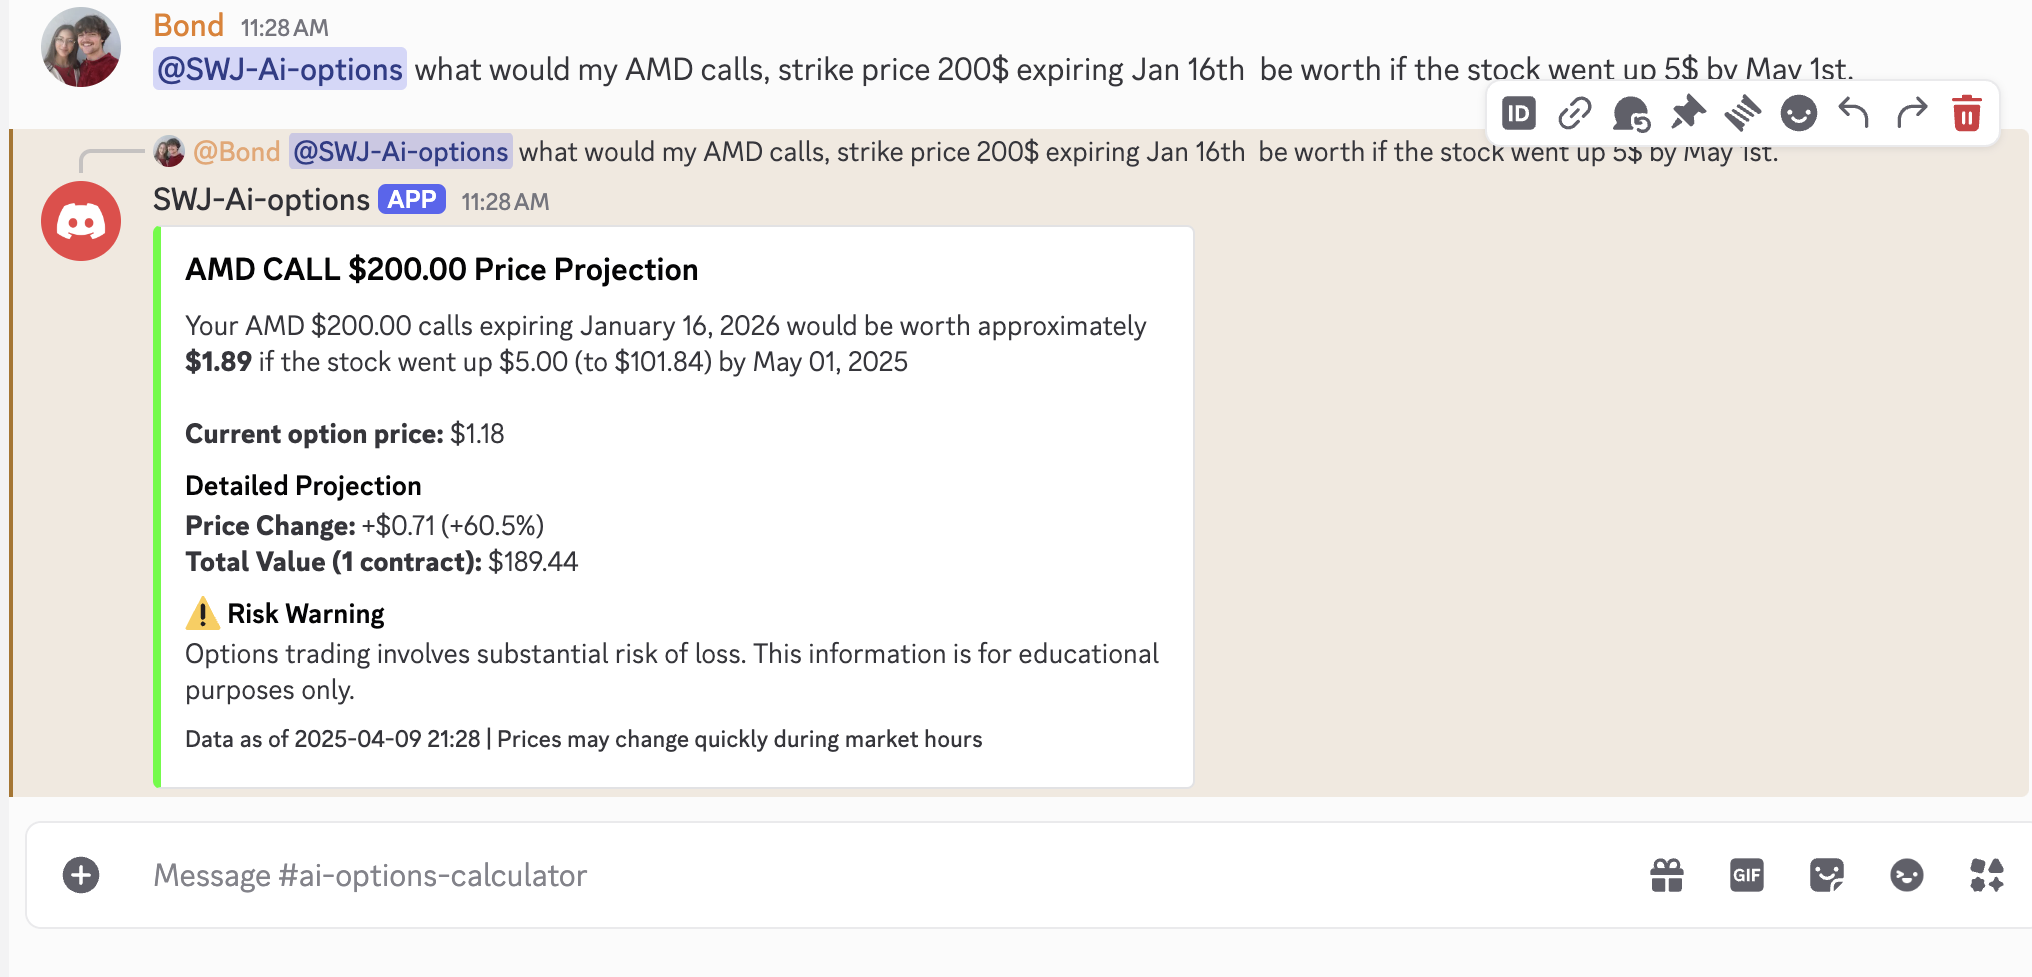 Bond 11:28 AM
@SWJ-Ai-options what would my AMD calls, strike price 200$ expiring Jan 16th be worth if the stock went up 5$ by May 1st.
ID
@Bond @SWJ-Ai-options what would my AMD calls, strike price 200$ expiring Jan 16th be worth if the stock went up 5$ by May 1st.
SWJ-Ai-options APP 11:28 AM
AMD CALL $200.00 Price Projection
Your AMD $200.00 calls expiring January 16, 2026 would be worth approximately
$1.89 if the stock went up $5.00 (to $101.84) by May 01, 2025
Current option price: $1.18
Detailed Projection
Price Change: +$0.71 (+60.5%)
Total Value (1 contract): $189.44
⚠️ Risk Warning
Options trading involves substantial risk of loss. This information is for educational
purposes only.
Data as of 2025-04-09 21:28 | Prices may change quickly during market hours
Message #ai-options-calculator
GIF